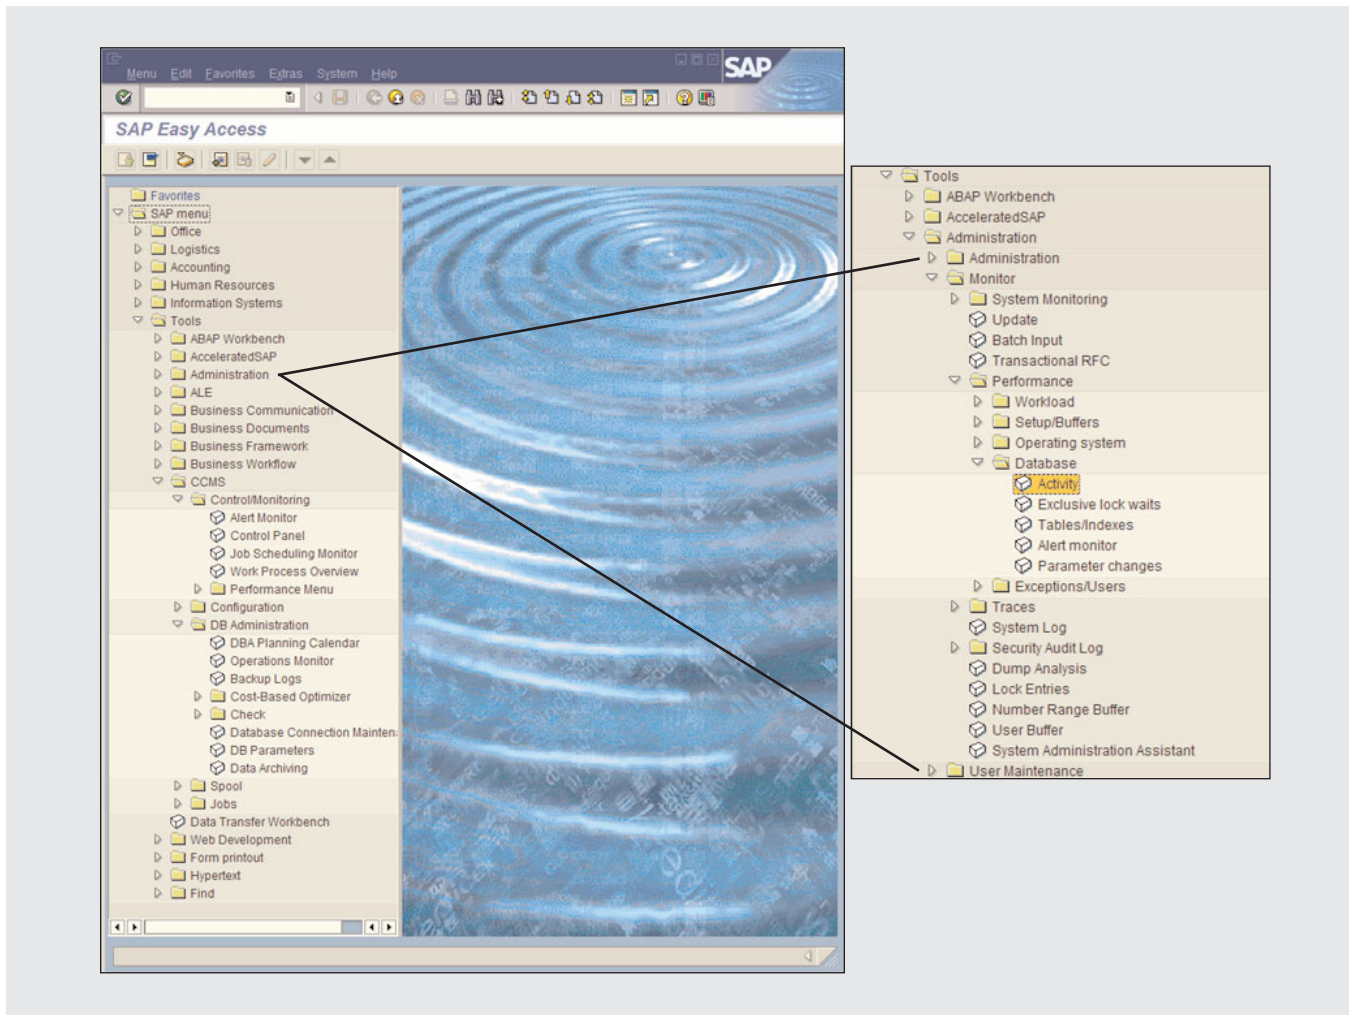 Menu Edit Favorites Extras System Help
SAP
SAP Easy Access
Favorites
SAP menu
Office
Logistics
Accounting
Human Resources
Information Systems
Tools
ABAP Workbench
AcceleratedSAP
Administration
ALE
Business Communication
Business Documents
Business Framework
Business Workflow
CCMS
Control/Monitoring
Alert Monitor
Control Panel
Job Scheduling Monitor
Work Process Overview
Performance Menu
Configuration
DB Administration
DBA Planning Calendar
Operations Monitor
Backup Logs
Cost-Based Optimizer
Check
Database Connection Mainten
DB Parameters
Data Archiving
Spool
Jobs
Data Transfer Workbench
Web Development
Form printout
Hypertext
Find
Tools
ABAP Workbench
AcceleratedSAP
Administration
Administration
Monitor
System Monitoring
Update
Batch Input
Transactional RFC
Performance
Workload
Setup/Buffers
Operating system
Database
Activity
Exclusive lock waits
Tables/Indexes
Alert monitor
Parameter changes
Exceptions/Users
Traces
System Log
Security Audit Log
Dump Analysis
Lock Entries
Number Range Buffer
User Buffer
System Administration Assistant
User Maintenance